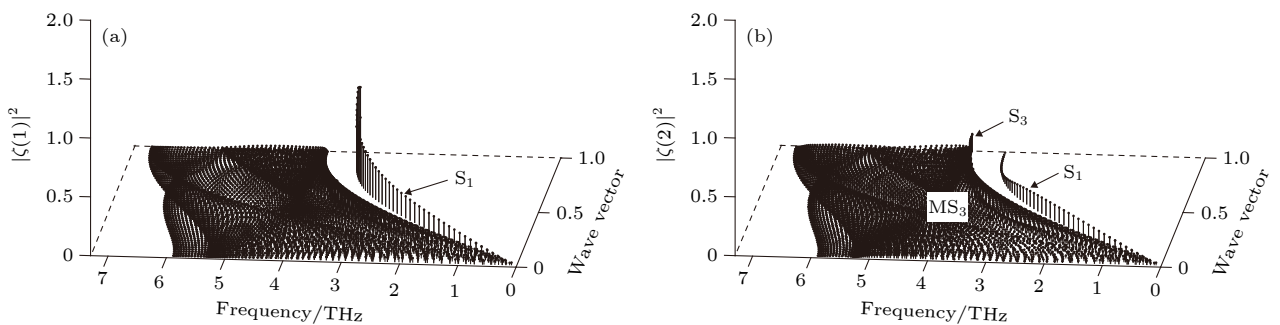 (a)
|ζ(1)|²
2.0
1.5
1.0
0.5
0
S₁
7 6 5 4 3 2 1 0
Frequency/THz
0 0.5 1.0
Wave vector
(b)
|ζ(2)|²
2.0
1.5
1.0
0.5
0
S₃
S₁
MS₃
7 6 5 4 3 2 1 0
Frequency/THz
0 0.5 1.0
Wave vector